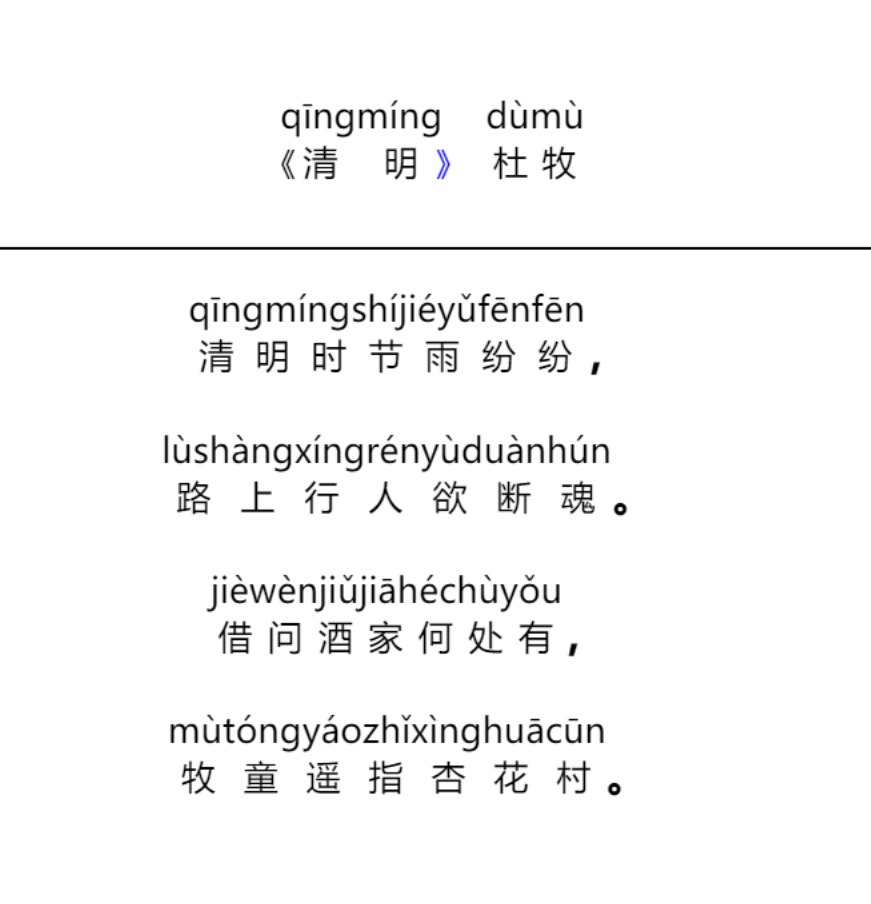 qīngmíng dùmù
《清 明》 杜牧
qīngmíngshíjiéyǔfēnfēn
清明时节雨纷纷，
lùshàngxíngrényùduànhún
路上行人欲断魂。
jièwènjiǔjiāhéchùyǒu
借问酒家何处有，
mùtóngyáozhǐxìnghuācūn
牧童遥指杏花村。